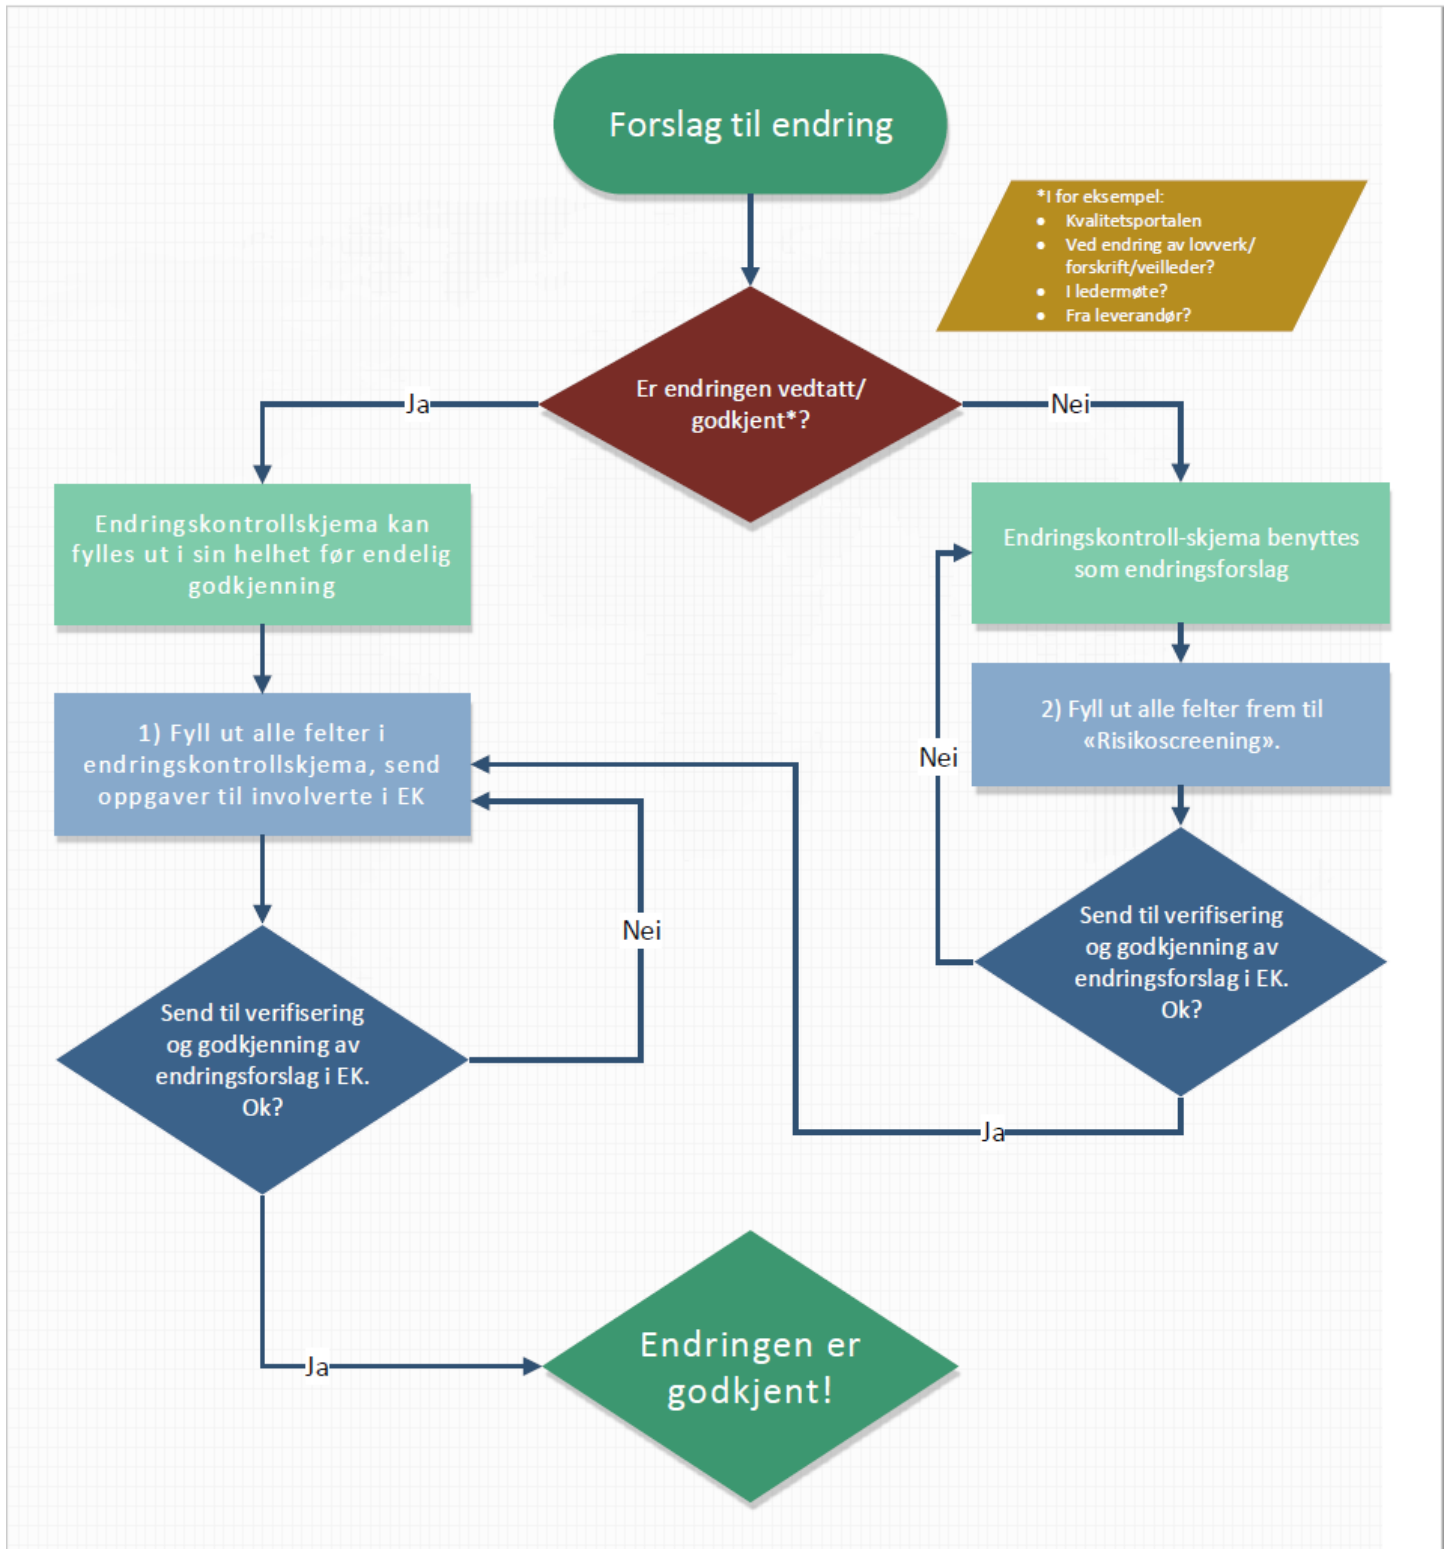 Forslag til endring
*I for eksempel:
● Kvalitetsportalen
● Ved endring av lovverk/
forskrift/veilleder?
● I ledermøte?
● Fra leverandør?
Er endringen vedtatt/
godkjent*?
Ja
Nei
Endringskontrollskjema kan
fylles ut i sin helhet før endelig
godkjenning
Endringskontroll-skjema benyttes
som endringsforslag
1) Fyll ut alle felter i
endringskontrollskjema, send
oppgaver til involverte i EK
2) Fyll ut alle felter frem til
«Risikoscreening».
Nei
Nei
Send til verifisering
og godkjenning av
endringsforslag i EK.
Ok?
Send til verifisering
og godkjenning av
endringsforslag i EK.
Ok?
Ja
Ja
Endringen er
godkjent!